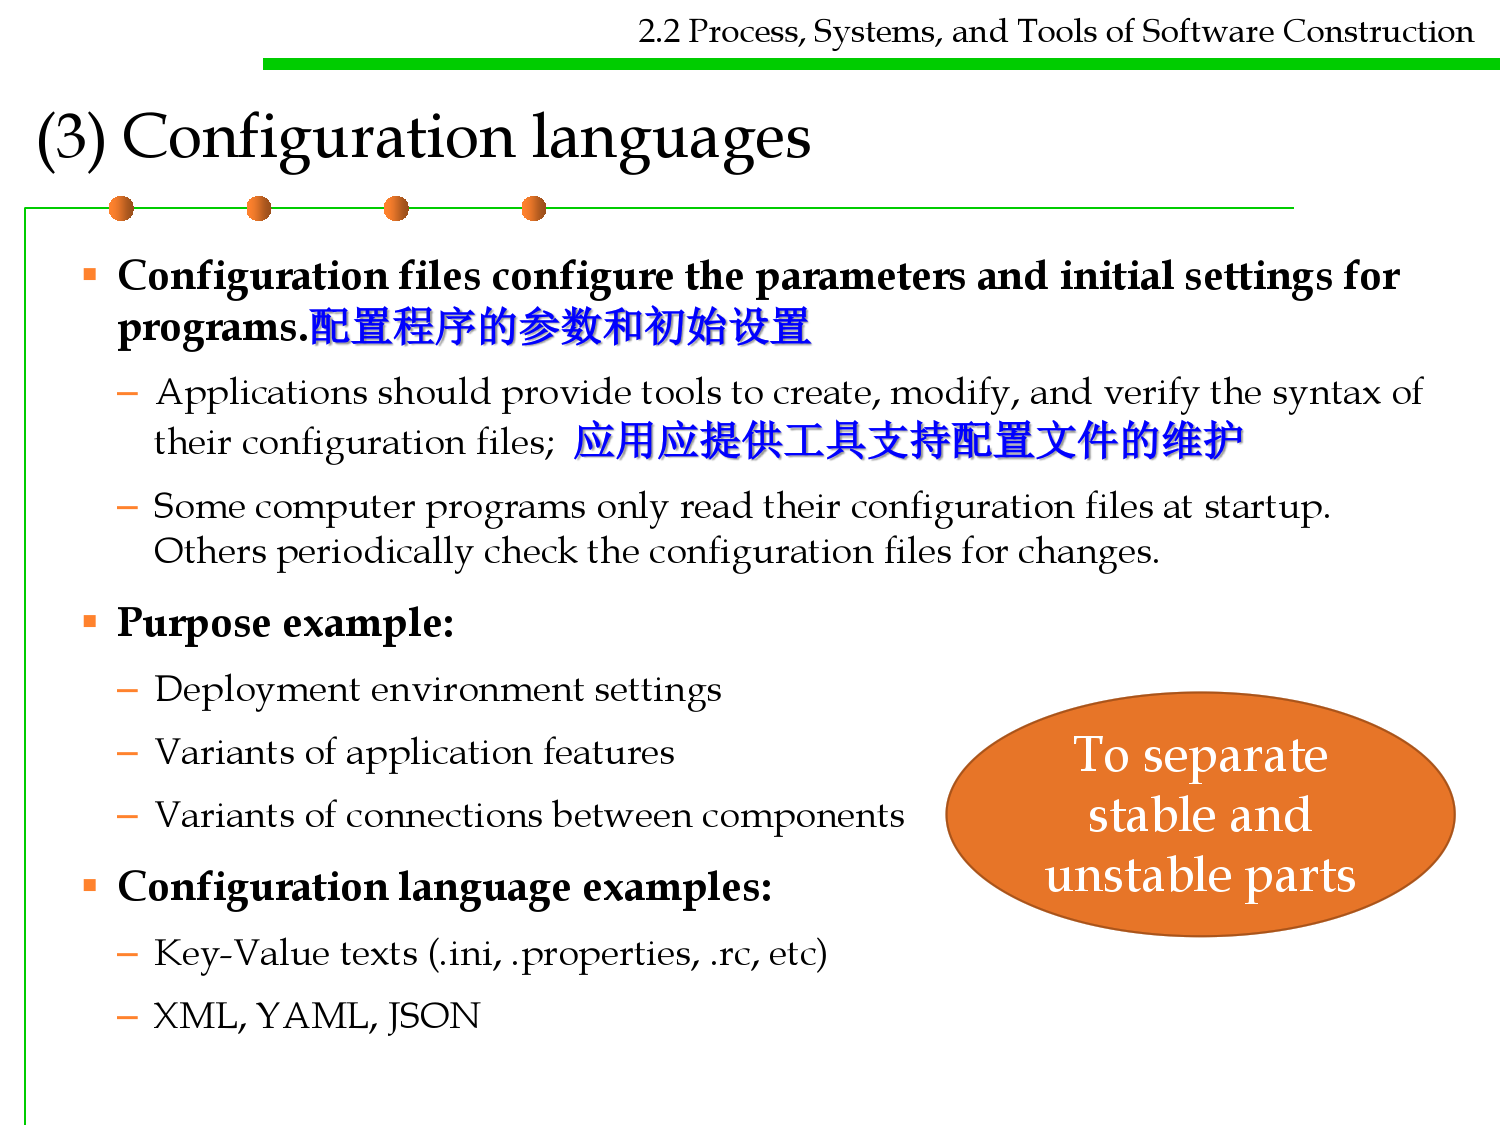 2.2 Process, Systems, and Tools of Software Construction
(3) Configuration languages
▪ Configuration files configure the parameters and initial settings for
programs.配置程序的参数和初始设置
– Applications should provide tools to create, modify, and verify the syntax of
their configuration files; 应用应提供工具支持配置文件的维护
– Some computer programs only read their configuration files at startup.
Others periodically check the configuration files for changes.
▪ Purpose example:
– Deployment environment settings
– Variants of application features
– Variants of connections between components
To separate
stable and
unstable parts
▪ Configuration language examples:
– Key-Value texts (.ini, .properties, .rc, etc)
– XML, YAML, JSON